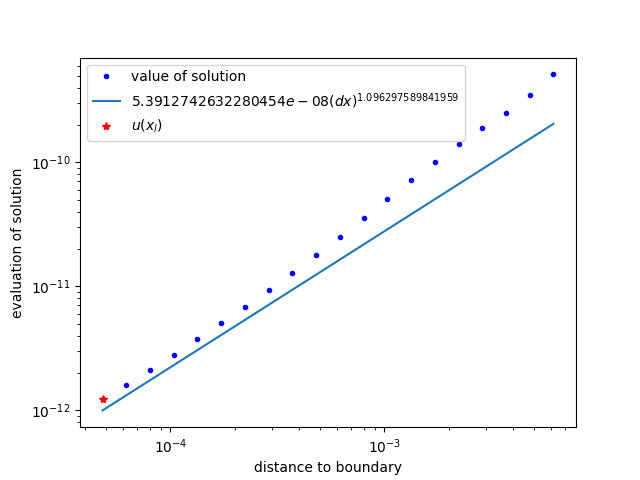 value of solution
5.3912742632280454e − 08(dx)^1.096297589841959
u(x_l)
10^−10
10^−11
10^−12
evaluation of solution
10^−4
10^−3
distance to boundary